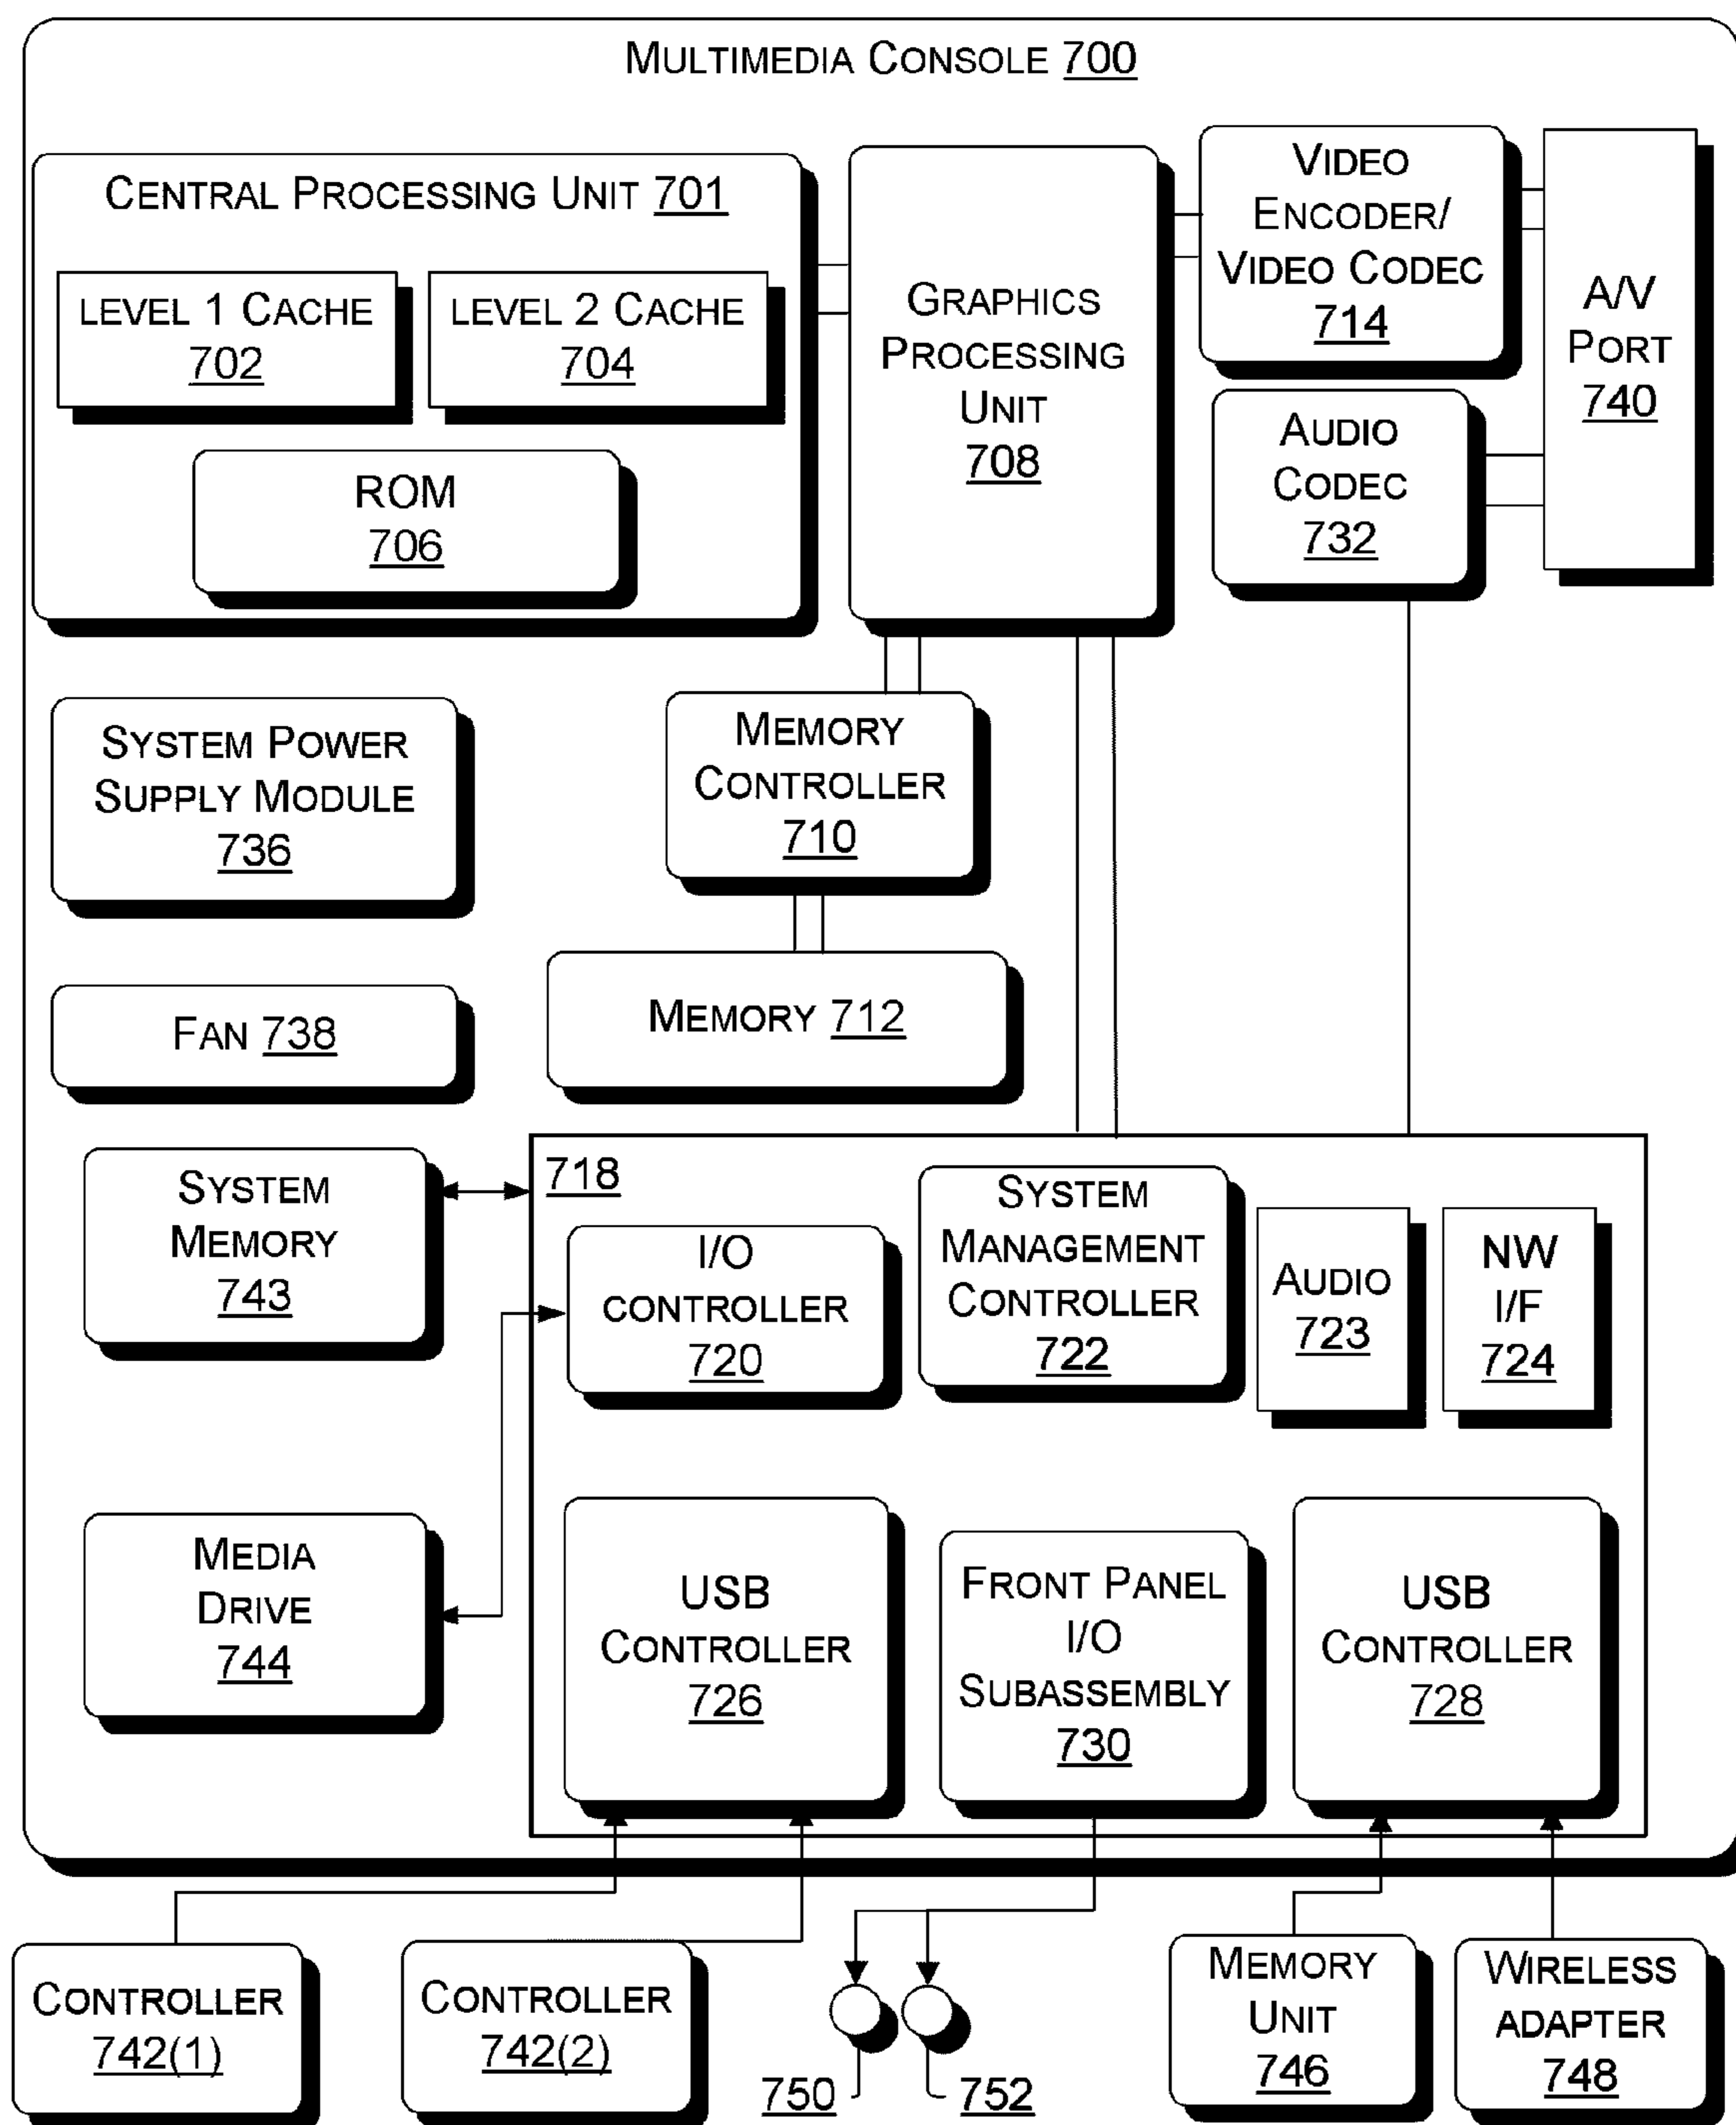 MULTIMEDIA CONSOLE 700
CENTRAL PROCESSING UNIT 701
LEVEL 1 CACHE
702
LEVEL 2 CACHE
704
ROM
706
GRAPHICS
PROCESSING
UNIT
708
VIDEO
ENCODER/
VIDEO CODEC
714
A/V
PORT
740
AUDIO
CODEC
732
SYSTEM POWER
SUPPLY MODULE
736
MEMORY
CONTROLLER
710
FAN 738
MEMORY 712
SYSTEM
MEMORY
743
718
I/O
CONTROLLER
720
SYSTEM
MANAGEMENT
CONTROLLER
722
AUDIO
723
NW
I/F
724
MEDIA
DRIVE
744
USB
CONTROLLER
726
FRONT PANEL
I/O
SUBASSEMBLY
730
USB
CONTROLLER
728
CONTROLLER
742(1)
CONTROLLER
742(2)
750
752
MEMORY
UNIT
746
WIRELESS
ADAPTER
748